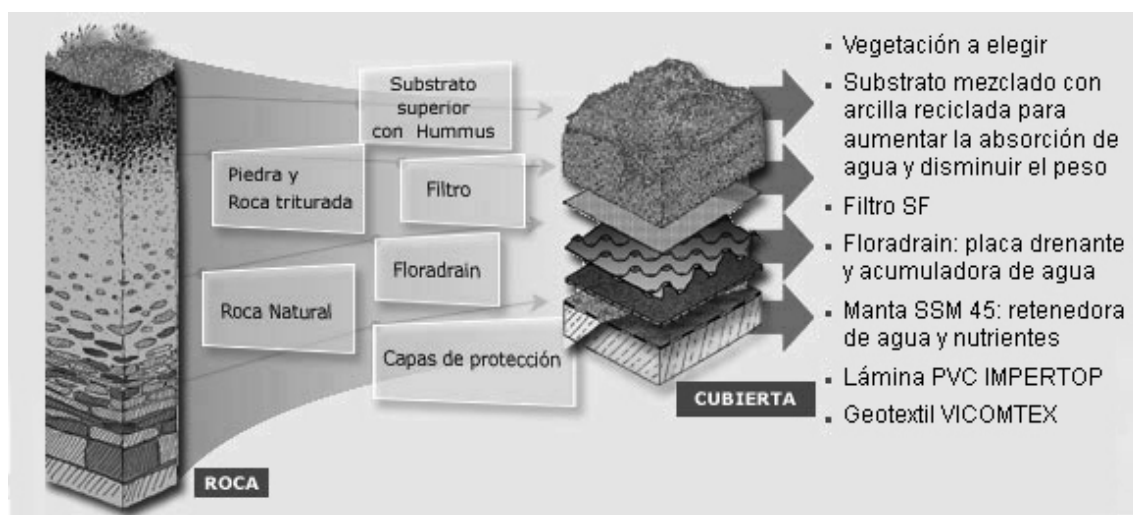 Substrato
superior
con Hummus
Piedra y
Roca triturada
Filtro
Floradrain
Roca Natural
Capas de protección
ROCA
CUBIERTA
▪ Vegetación a elegir
▪ Substrato mezclado con
arcilla reciclada para
aumentar la absorción de
agua y disminuir el peso
▪ Filtro SF
▪ Floradrain: placa drenante
y acumuladora de agua
▪ Manta SSM 45: retenedora
de agua y nutrientes
▪ Lámina PVC IMPERTOP
▪ Geotextil VICOMTEX